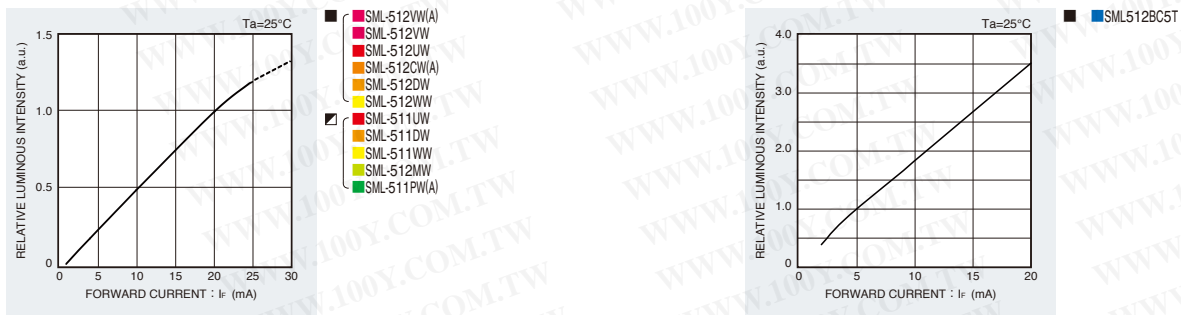 Ta=25°C
RELATIVE LUMINOUS INTENSITY (a.u.)
1.5
1.0
0.5
0
0 5 10 15 20 25 30
FORWARD CURRENT : IF (mA)
SML-512VW(A)
SML-512VW
SML-512UW
SML-512CW(A)
SML-512DW
SML-512WW
SML-511UW
SML-511DW
SML-511WW
SML-512MW
SML-511PW(A)
Ta=25°C
RELATIVE LUMINOUS INTENSITY (a.u.)
4.0
3.0
2.0
1.0
0
0 5 10 15 20
FORWARD CURRENT : IF (mA)
SML512BC5T
WWW.100Y.COM.TW